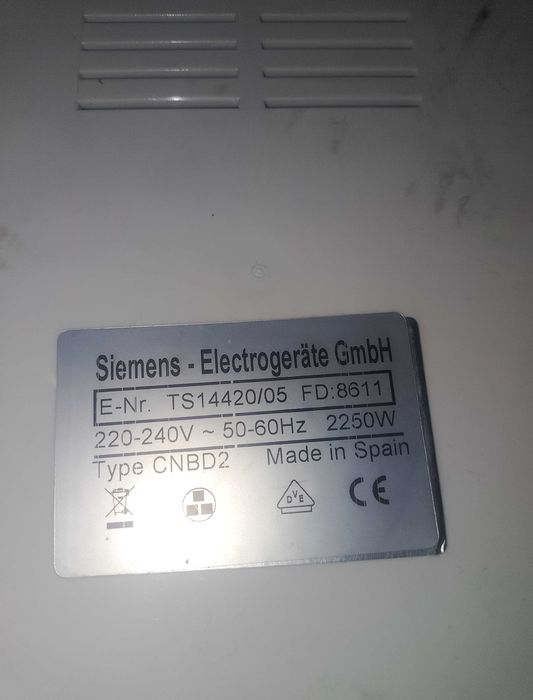 Siemens - Electrogeräte GmbH
E-Nr. TS14420/05 FD:8611
220-240V ~ 50-60Hz 2250W
Type CNBD2 Made in Spain
DVE CE